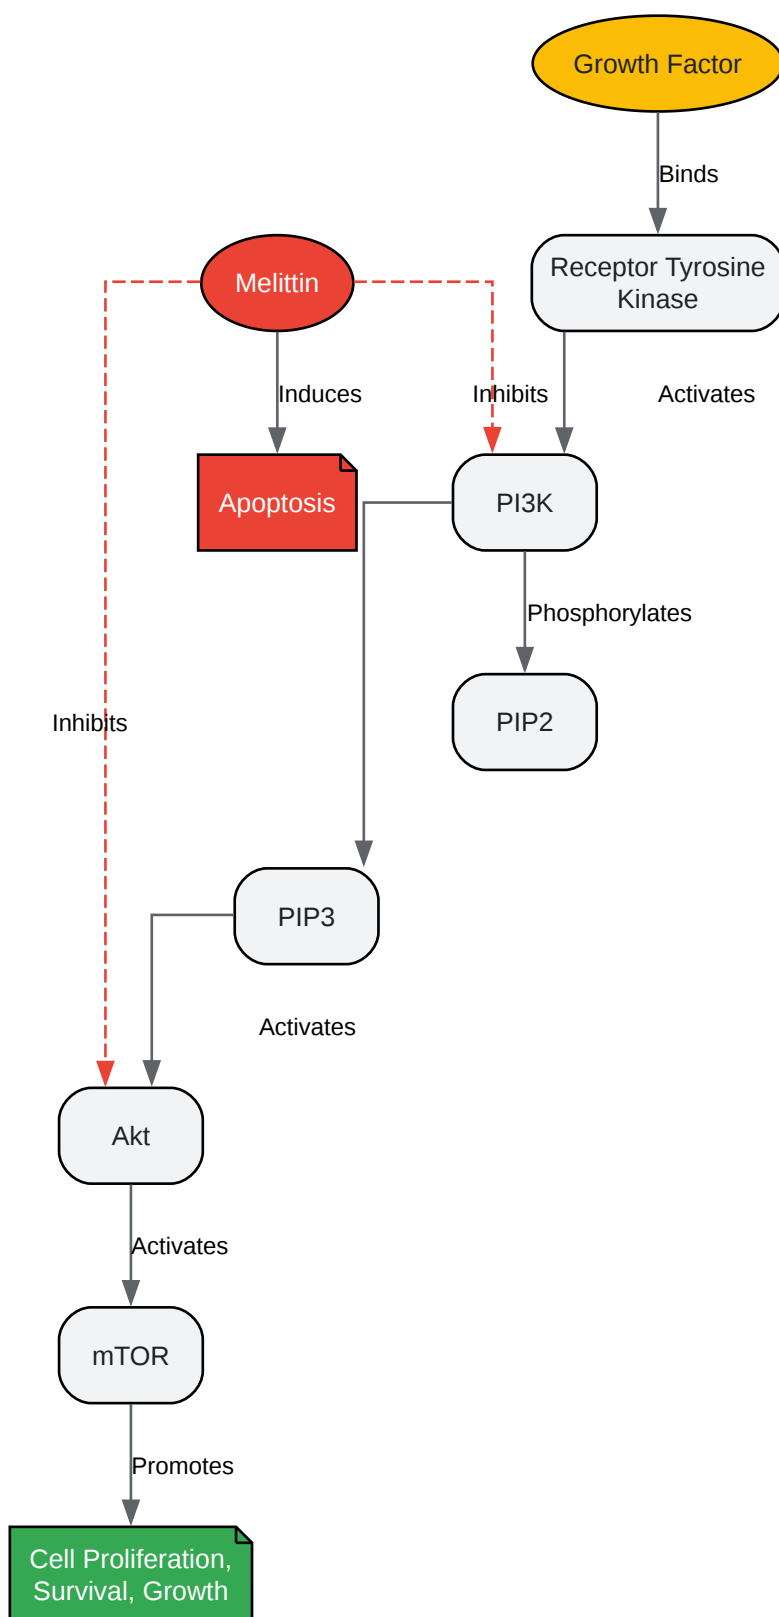 Growth Factor
Binds
Melittin
Receptor Tyrosine
Kinase
Induces
Inhibits
Activates
Apoptosis
PI3K
Phosphorylates
Inhibits
PIP2
PIP3
Activates
Akt
Activates
mTOR
Promotes
Cell Proliferation,
Survival, Growth